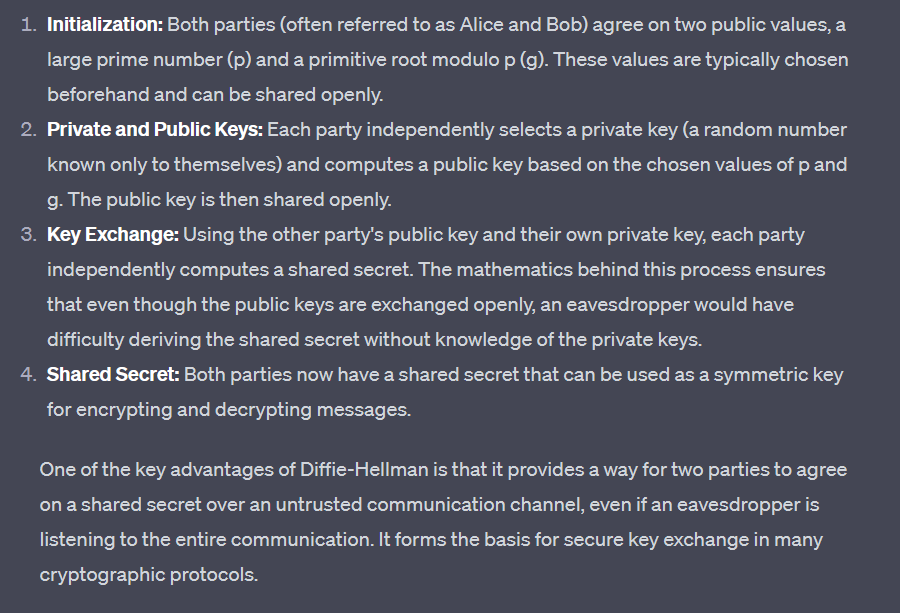 1. Initialization: Both parties (often referred to as Alice and Bob) agree on two public values, a
large prime number (p) and a primitive root modulo p (g). These values are typically chosen
beforehand and can be shared openly.
2. Private and Public Keys: Each party independently selects a private key (a random number
known only to themselves) and computes a public key based on the chosen values of p and
g. The public key is then shared openly.
3. Key Exchange: Using the other party's public key and their own private key, each party
independently computes a shared secret. The mathematics behind this process ensures
that even though the public keys are exchanged openly, an eavesdropper would have
difficulty deriving the shared secret without knowledge of the private keys.
4. Shared Secret: Both parties now have a shared secret that can be used as a symmetric key
for encrypting and decrypting messages.
One of the key advantages of Diffie-Hellman is that it provides a way for two parties to agree
on a shared secret over an untrusted communication channel, even if an eavesdropper is
listening to the entire communication. It forms the basis for secure key exchange in many
cryptographic protocols.